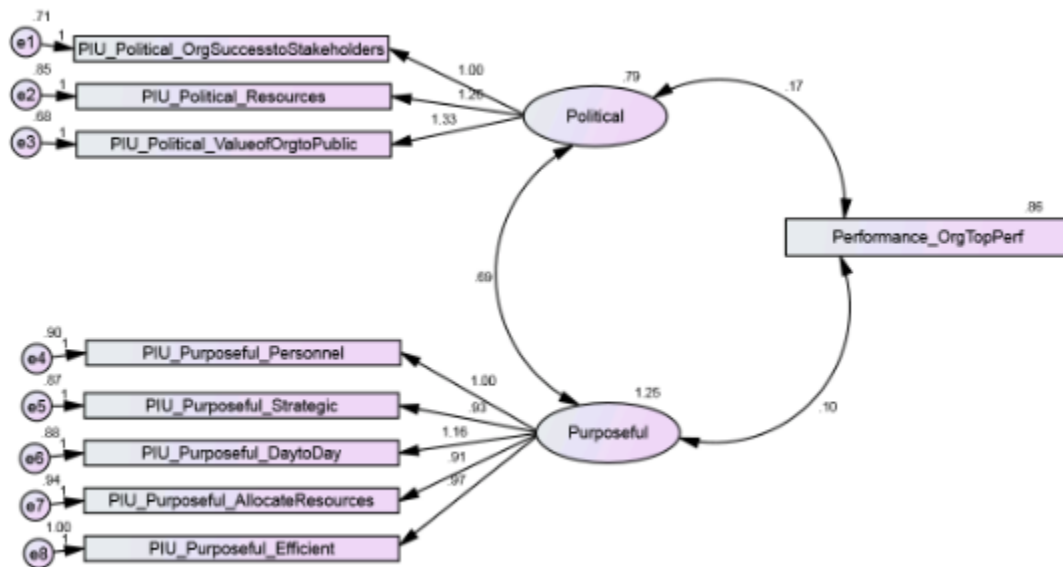 .71
e1
1
PIU_Political_OrgSuccesstoStakeholders
.85
e2
1
PIU_Political_Resources
.68
e3
1
PIU_Political_ValueofOrgtoPublic
1.00
1.26
1.33
.79
Political
.17
.86
Performance_OrgTopPerf
.69
.10
.90
e4
1
PIU_Purposeful_Personnel
.87
e5
1
PIU_Purposeful_Strategic
.88
e6
1
PIU_Purposeful_DaytoDay
.94
e7
1
PIU_Purposeful_AllocateResources
1.00
e8
1
PIU_Purposeful_Efficient
1.00
.93
1.16
.91
.97
1.25
Purposeful